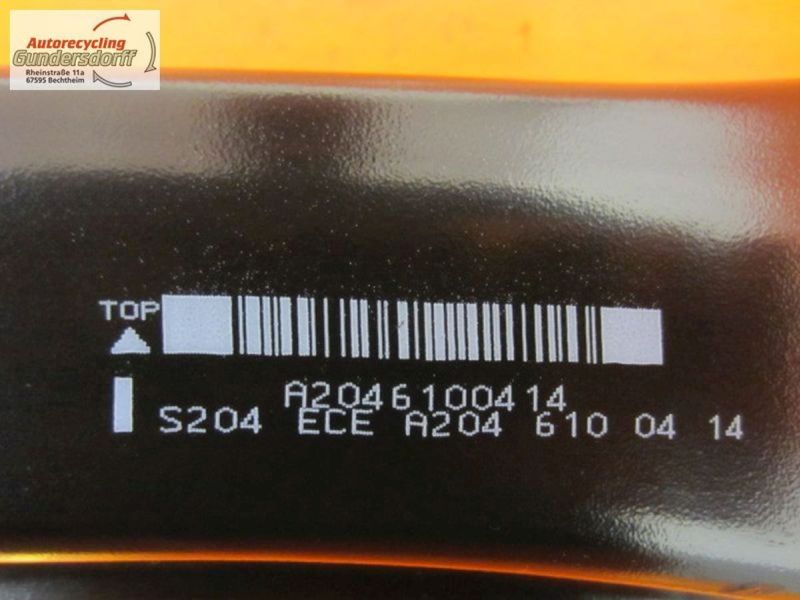 Autorecycling
Gundersdorff
Rheinstraße 11a
67595 Bechtheim
TOP
A2046100414
S204 ECE A204 610 04 14